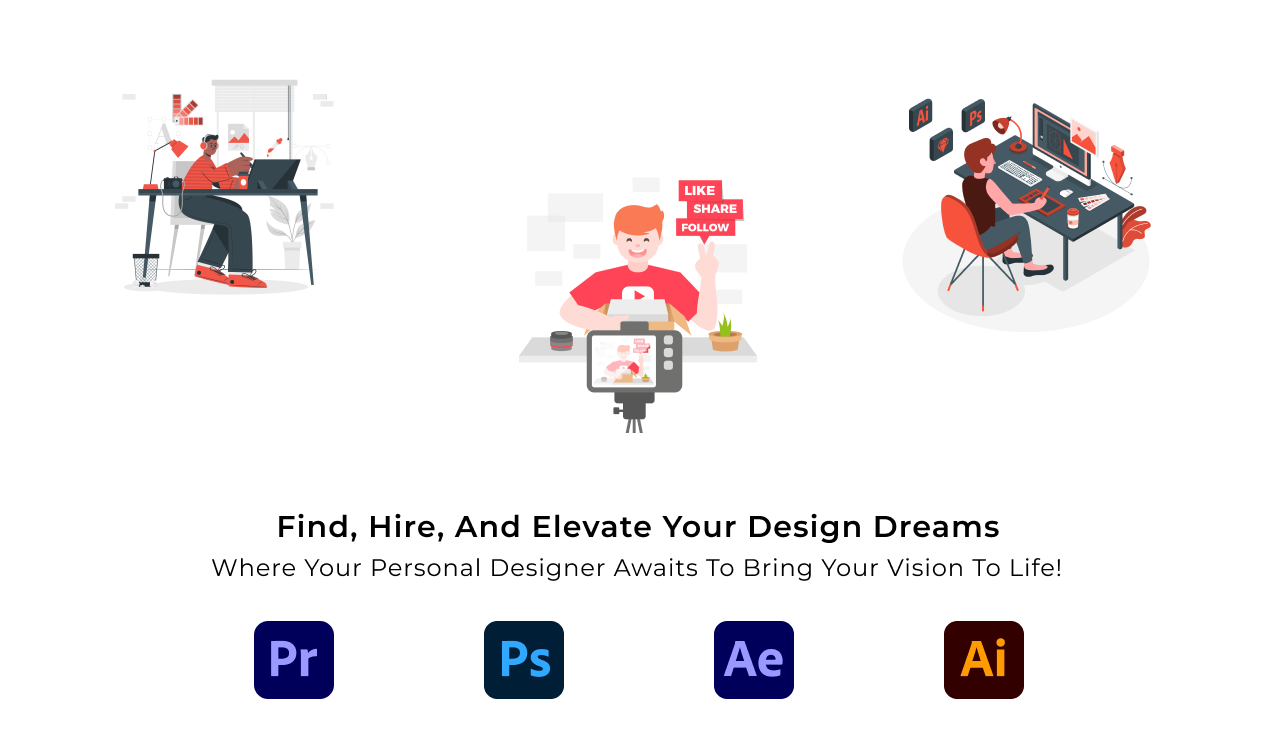 Ai
Ps
LIKE
SHARE
FOLLOW
Find, Hire, And Elevate Your Design Dreams
Where Your Personal Designer Awaits To Bring Your Vision To Life!
Pr
Ps
Ae
Ai